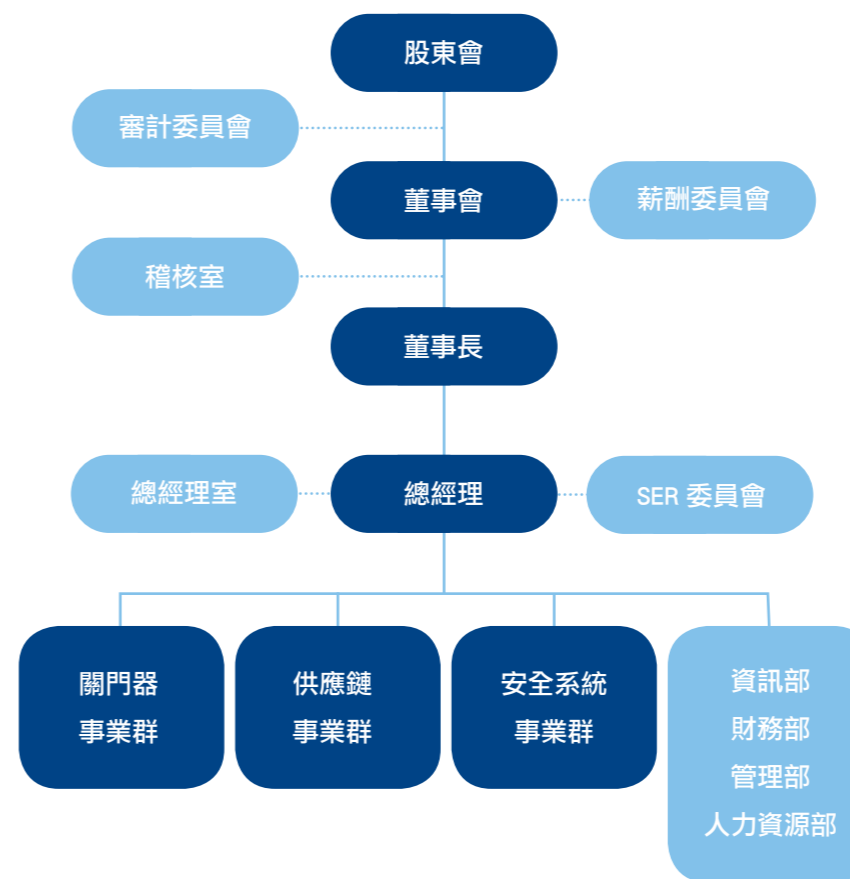 股東會
審計委員會
董事會
薪酬委員會
稽核室
董事長
總經理室
總經理
SER 委員會
關門器
事業群
供應鏈
事業群
安全系統
事業群
資訊部
財務部
管理部
人力資源部